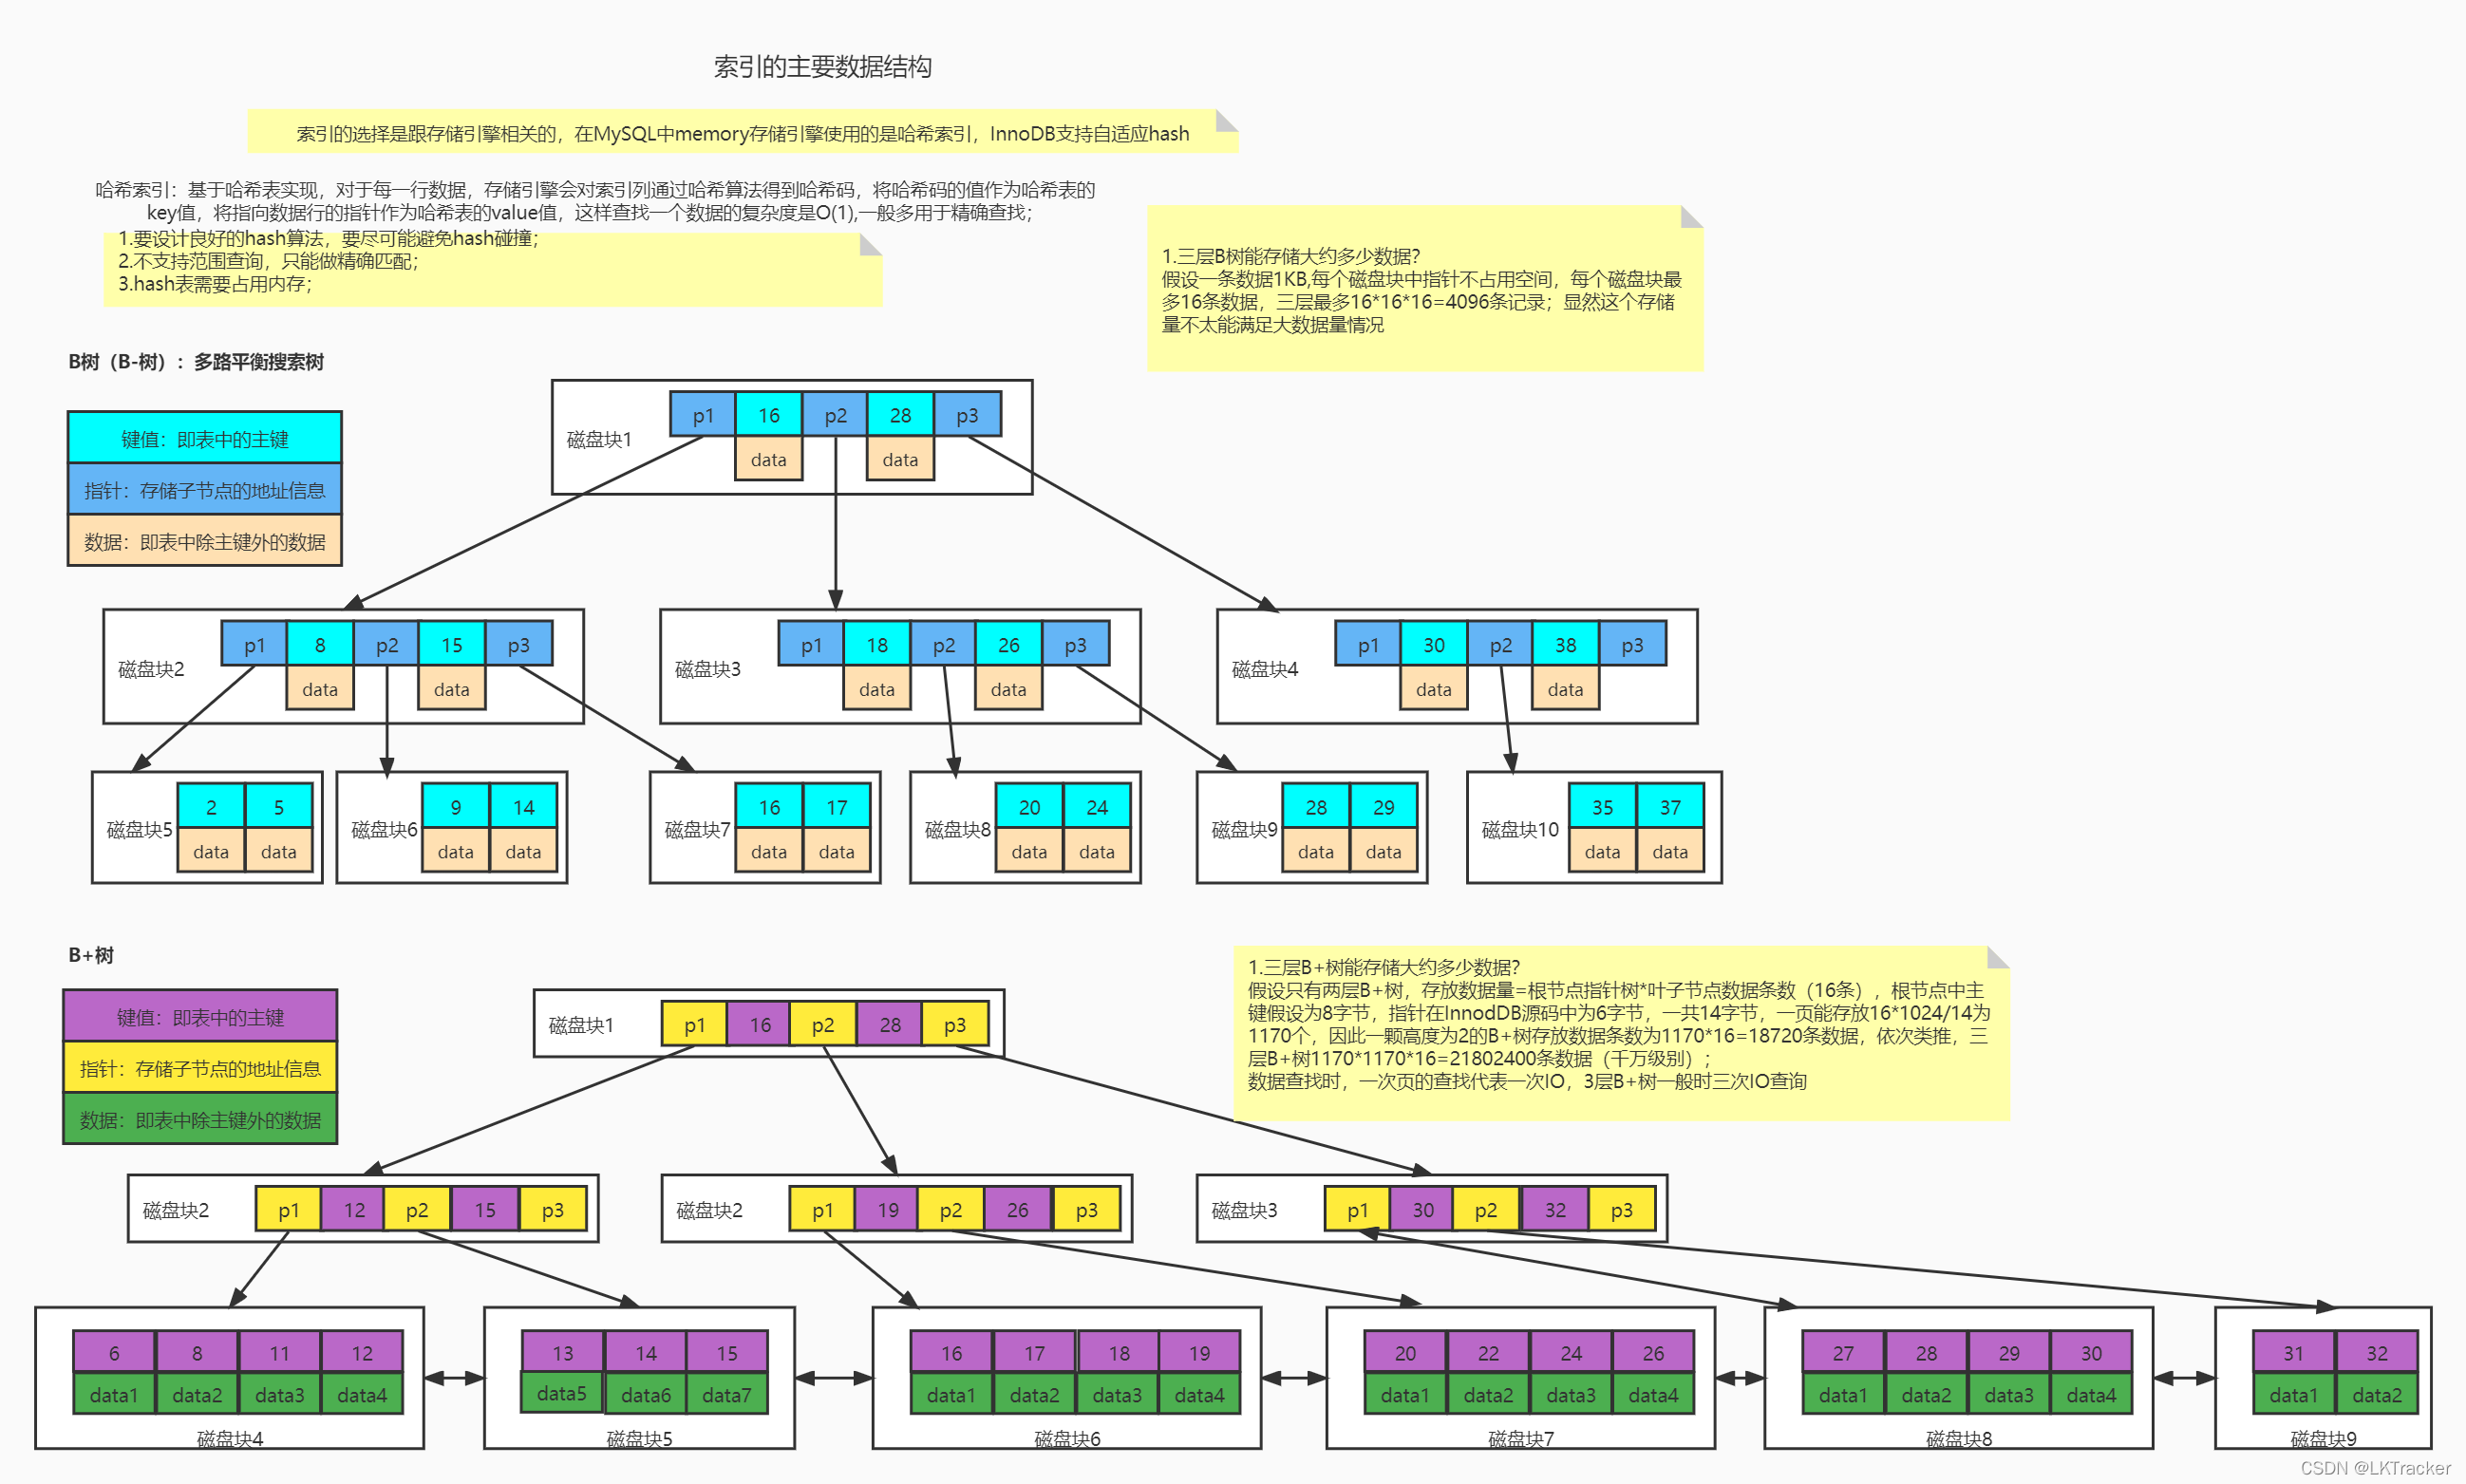 索引的主要数据结构
索引的选择是跟存储引擎相关的，在MySQL中memory存储引擎使用的是哈希索引，InnoDB支持自适应hash
哈希索引：基于哈希表实现，对于每一行数据，存储引擎会对索引列通过哈希算法得到哈希码，将哈希码的值作为哈希表的
key值，将指向数据行的指针作为哈希表的value值，这样查找一个数据的复杂度是O(1),一般多用于精确查找；
1.要设计良好的hash算法，要尽可能避免hash碰撞；
2.不支持范围查询，只能做精确匹配；
3.hash表需要占用内存；
1.三层B树能存储大约多少数据？
假设一条数据1KB,每个磁盘块中指针不占用空间，每个磁盘块最
多16条数据，三层最多16*16*16=4096条记录；显然这个存储
量不太能满足大数据量情况
B树（B-树）：多路平衡搜索树
键值：即表中的主键
指针：存储子节点的地址信息
数据：即表中除主键外的数据
磁盘块1
p1 16 p2 28 p3
data data
磁盘块2
p1 8 p2 15 p3
data data
磁盘块3
p1 18 p2 26 p3
data data
磁盘块4
p1 30 p2 38 p3
data data
磁盘块5
2 5
data data
磁盘块6
9 14
data data
磁盘块7
16 17
data data
磁盘块8
20 24
data data
磁盘块9
28 29
data data
磁盘块10
35 37
data data
B+树
键值：即表中的主键
指针：存储子节点的地址信息
数据：即表中除主键外的数据
1.三层B+树能存储大约多少数据？
假设只有两层B+树，存放数据量=根节点指针树*叶子节点数据条数（16条），根节点中主
键假设为8字节，指针在InnodDB源码中为6字节，一共14字节，一页能存放16*1024/14为
1170个，因此一颗高度为2的B+树存放数据条数为1170*16=18720条数据，依次类推，三
层B+树1170*1170*16=21802400条数据（千万级别）；
数据查找时，一次页的查找代表一次IO，3层B+树一般时三次IO查询
磁盘块1
p1 16 p2 28 p3
磁盘块2
p1 12 p2 15 p3
磁盘块2
p1 19 p2 26 p3
磁盘块3
p1 30 p2 32 p3
6 8 11 12
data1 data2 data3 data4
磁盘块4
13 14 15
data5 data6 data7
磁盘块5
16 17 18 19
data1 data2 data3 data4
磁盘块6
20 22 24 26
data1 data2 data3 data4
磁盘块7
27 28 29 30
data1 data2 data3 data4
磁盘块8
31 32
data1 data2
磁盘块9
CSDN @LKTracker